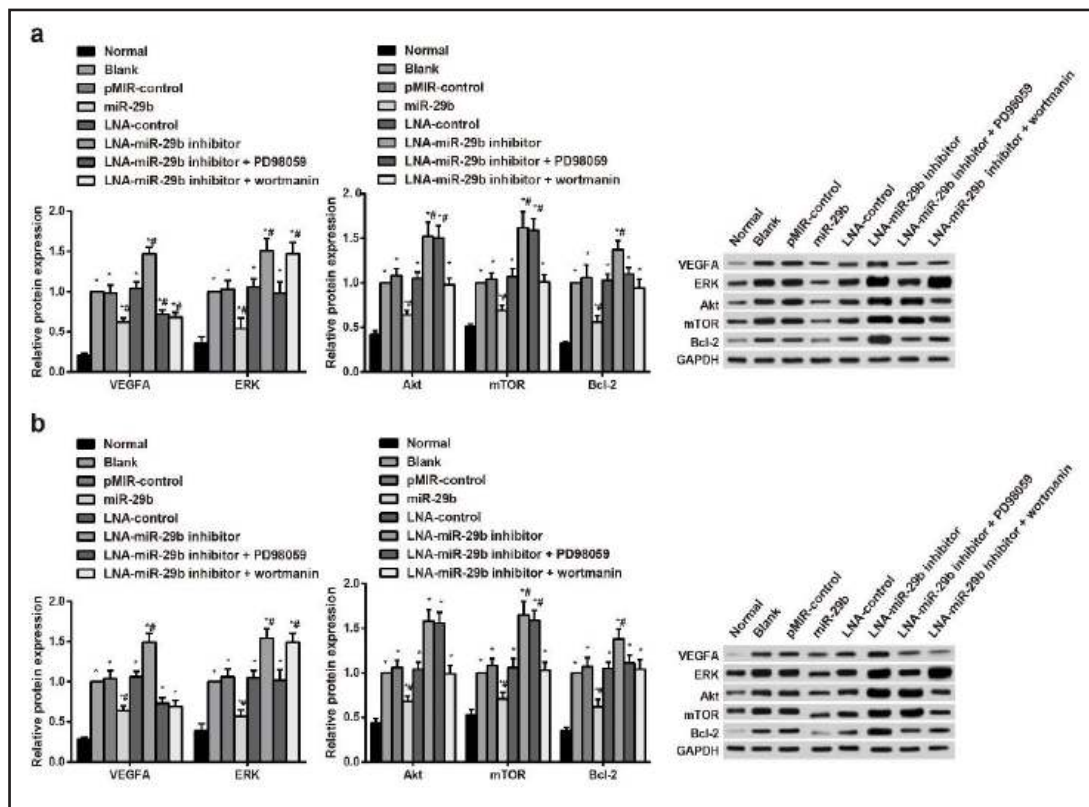 a
Normal
Blank
pMIR-control
miR-29b
LNA-control
LNA-miR-29b inhibitor
LNA-miR-29b inhibitor + PD98059
LNA-miR-29b inhibitor + wortmanin
Relative protein expression
2.0
1.5
1.0
0.5
0.0
VEGFA
ERK
Normal
Blank
pMIR-control
miR-29b
LNA-control
LNA-miR-29b inhibitor
LNA-miR-29b inhibitor + PD98059
LNA-miR-29b inhibitor + wortmanin
Relative protein expression
2.0
1.5
1.0
0.5
0.0
Akt
mTOR
Bcl-2
Normal
Blank
pMIR-control
miR-29b
LNA-control
LNA-miR-29b inhibitor
LNA-miR-29b inhibitor + PD98059
LNA-miR-29b inhibitor + wortmanin
VEGFA
ERK
Akt
mTOR
Bcl-2
GAPDH
b
Normal
Blank
pMIR-control
miR-29b
LNA-control
LNA-miR-29b inhibitor
LNA-miR-29b inhibitor + PD98059
LNA-miR-29b inhibitor + wortmanin
Relative protein expression
2.0
1.5
1.0
0.5
0.0
VEGFA
ERK
Normal
Blank
pMIR-control
miR-29b
LNA-control
LNA-miR-29b inhibitor
LNA-miR-29b inhibitor + PD98059
LNA-miR-29b inhibitor + wortmanin
Relative protein expression
2.0
1.5
1.0
0.5
0.0
Akt
mTOR
Bcl-2
Normal
Blank
pMIR-control
miR-29b
LNA-control
LNA-miR-29b inhibitor
LNA-miR-29b inhibitor + PD98059
LNA-miR-29b inhibitor + wortmanin
VEGFA
ERK
Akt
mTOR
Bcl-2
GAPDH